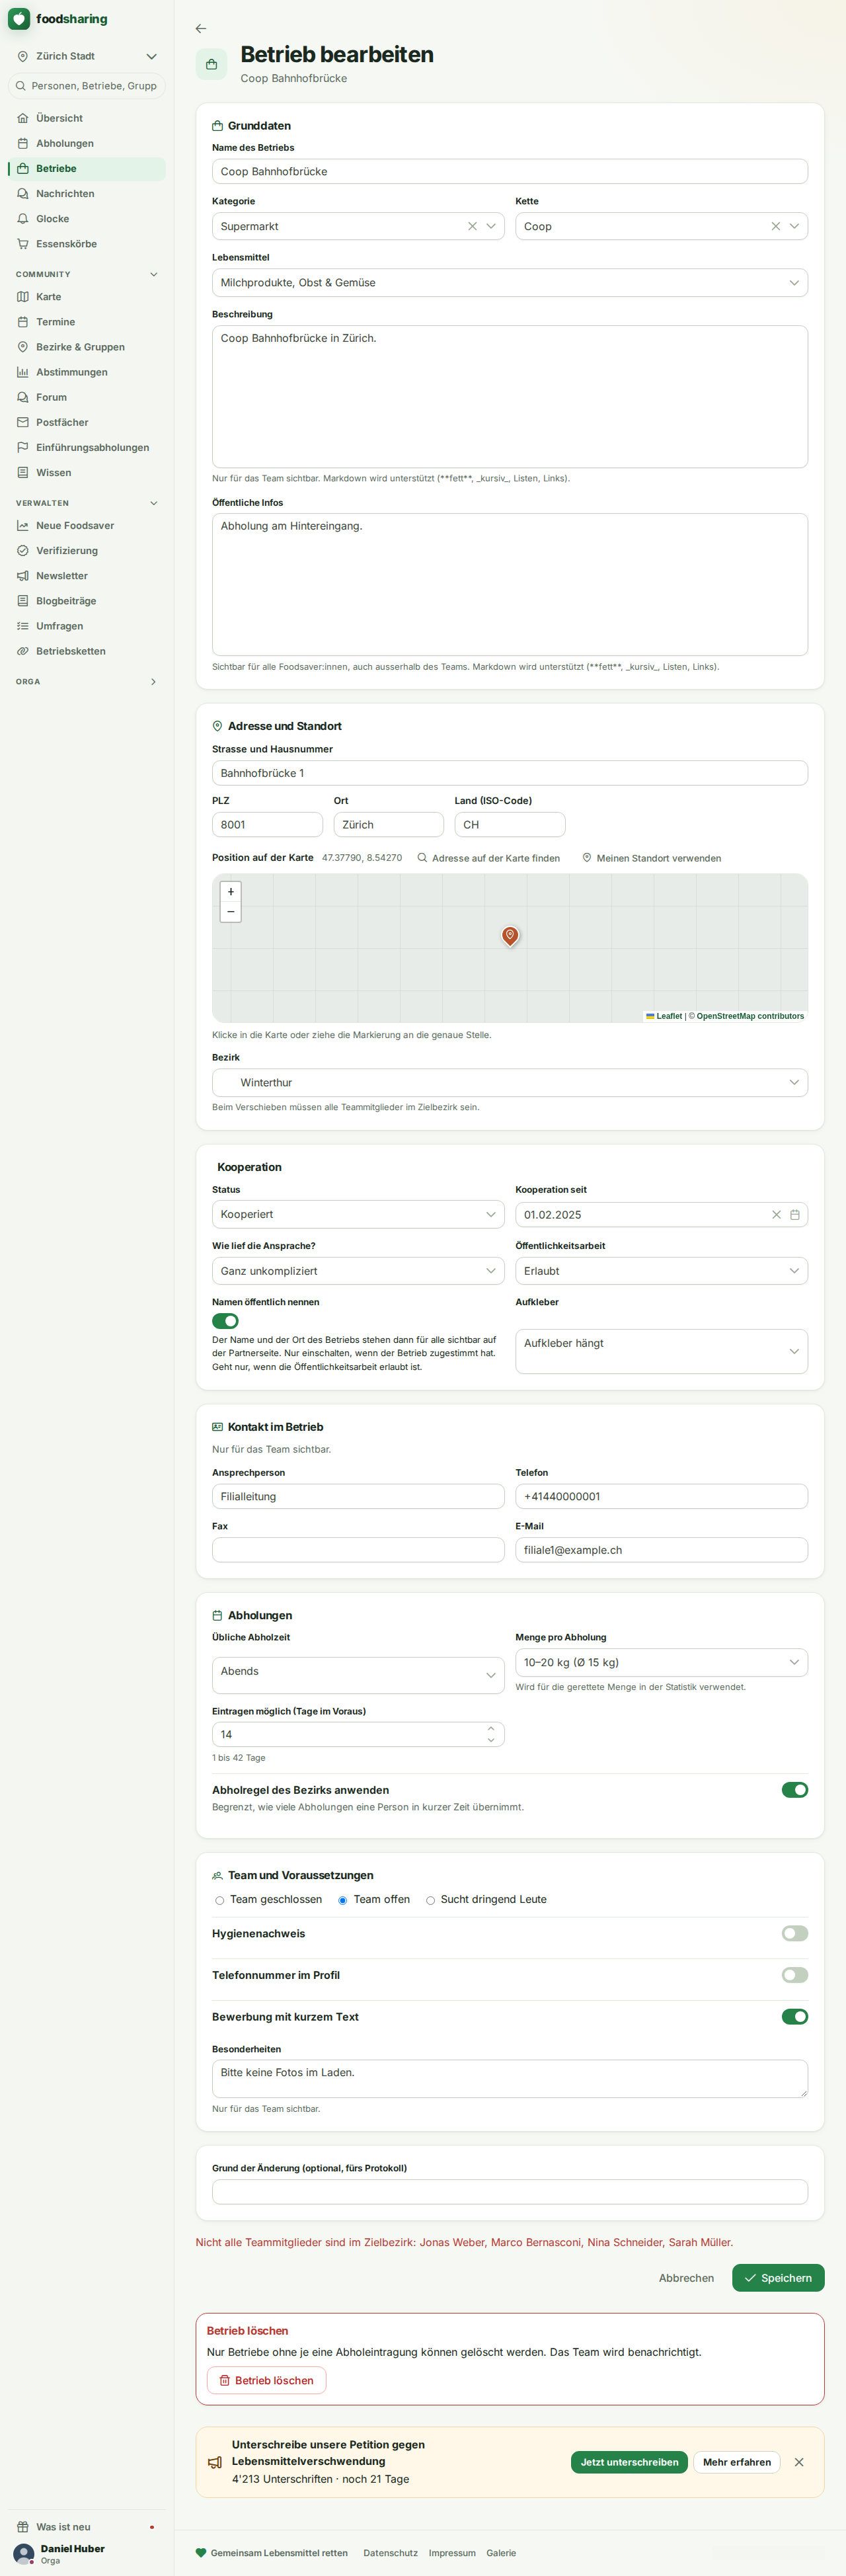 foodsharing
Zürich Stadt
Personen, Betriebe, Grupp
Übersicht
Abholungen
Betriebe
Nachrichten
Glocke
Essenskörbe
COMMUNITY
Karte
Termine
Bezirke & Gruppen
Abstimmungen
Forum
Postfächer
Einführungsabholungen
Wissen
VERWALTEN
Neue Foodsaver
Verifizierung
Newsletter
Blogbeiträge
Umfragen
Betriebsketten
ORGA
Was ist neu
Daniel Huber
Orga
Betrieb bearbeiten
Coop Bahnhofbrücke
Grunddaten
Name des Betriebs
Coop Bahnhofbrücke
Kategorie
Kette
Supermarkt
Coop
Lebensmittel
Milchprodukte, Obst & Gemüse
Beschreibung
Coop Bahnhofbrücke in Zürich.
Nur für das Team sichtbar. Markdown wird unterstützt (**fett**, _kursiv_, Listen, Links).
Öffentliche Infos
Abholung am Hintereingang.
Sichtbar für alle Foodsaver:innen, auch ausserhalb des Teams. Markdown wird unterstützt (**fett**, _kursiv_, Listen, Links).
Adresse und Standort
Strasse und Hausnummer
Bahnhofbrücke 1
PLZ
Ort
Land (ISO-Code)
8001
Zürich
CH
Position auf der Karte 47.37790, 8.54270 Adresse auf der Karte finden Meinen Standort verwenden
+
−
Leaflet | © OpenStreetMap contributors
Klicke in die Karte oder ziehe die Markierung an die genaue Stelle.
Bezirk
Winterthur
Beim Verschieben müssen alle Teammitglieder im Zielbezirk sein.
Kooperation
Status
Kooperation seit
Kooperiert
01.02.2025
Wie lief die Ansprache?
Öffentlichkeitsarbeit
Ganz unkompliziert
Erlaubt
Namen öffentlich nennen
Aufkleber
Der Name und der Ort des Betriebs stehen dann für alle sichtbar auf
der Partnerseite. Nur einschalten, wenn der Betrieb zugestimmt hat.
Geht nur, wenn die Öffentlichkeitsarbeit erlaubt ist.
Aufkleber hängt
Kontakt im Betrieb
Nur für das Team sichtbar.
Ansprechperson
Telefon
Filialleitung
+41440000001
Fax
E-Mail
filiale1@example.ch
Abholungen
Übliche Abholzeit
Menge pro Abholung
Abends
10–20 kg (Ø 15 kg)
Wird für die gerettete Menge in der Statistik verwendet.
Eintragen möglich (Tage im Voraus)
14
1 bis 42 Tage
Abholregel des Bezirks anwenden
Begrenzt, wie viele Abholungen eine Person in kurzer Zeit übernimmt.
Team und Voraussetzungen
Team geschlossen Team offen Sucht dringend Leute
Hygienenachweis
Telefonnummer im Profil
Bewerbung mit kurzem Text
Besonderheiten
Bitte keine Fotos im Laden.
Nur für das Team sichtbar.
Grund der Änderung (optional, fürs Protokoll)
Nicht alle Teammitglieder sind im Zielbezirk: Jonas Weber, Marco Bernasconi, Nina Schneider, Sarah Müller.
Abbrechen
Speichern
Betrieb löschen
Nur Betriebe ohne je eine Abholeintragung können gelöscht werden. Das Team wird benachrichtigt.
Betrieb löschen
Unterschreibe unsere Petition gegen
Lebensmittelverschwendung
4'213 Unterschriften · noch 21 Tage
Jetzt unterschreiben
Mehr erfahren
Gemeinsam Lebensmittel retten Datenschutz Impressum Galerie